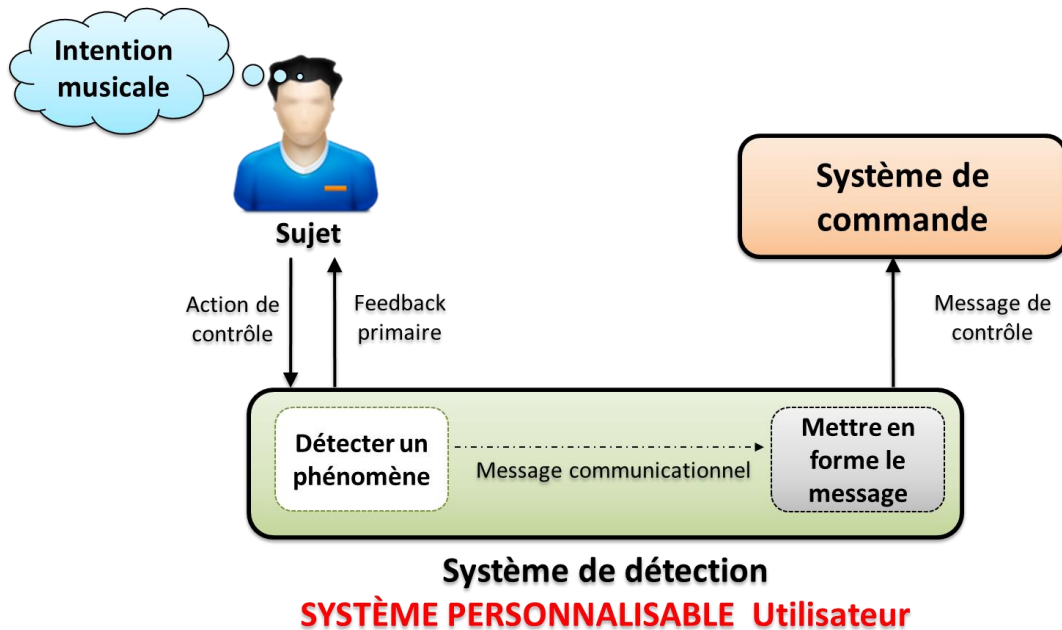 Intention
musicale
Sujet
Système de
commande
Action de
contrôle
Feedback
primaire
Message de
contrôle
Détecter un
phénomène
Message communicationnel
Mettre en
forme le
message
Système de détection
SYSTÈME PERSONNALISABLE Utilisateur